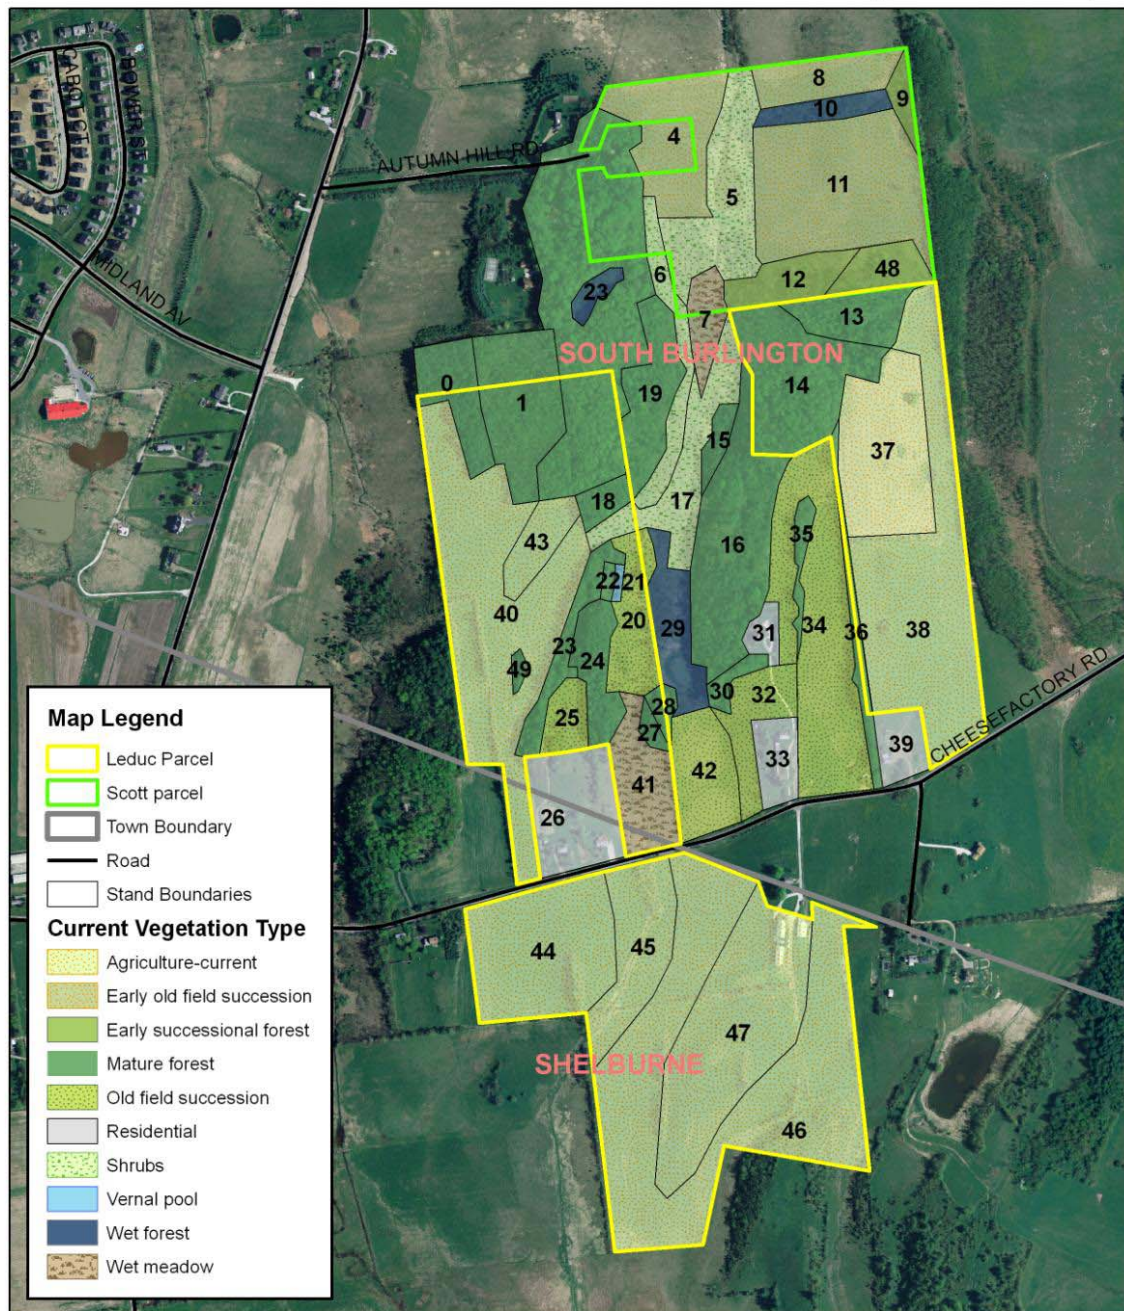 CABOT CT
BOMBER ST
MIDLAND AV
AUTUMN HILL RD
8
9
10
4
5
11
6
12
48
23
7
13
SOUTH BURLINGTON
0
1
19
14
15
37
18
17
43
35
16
22
21
40
20
29
31
34
36
38
23
24
49
30
32
28
25
27
CHEESEFACTORY RD
33
39
41
42
26
44
45
47
SHELBURNE
46
Map Legend
Leduc Parcel
Scott parcel
Town Boundary
Road
Stand Boundaries
Current Vegetation Type
Agriculture-current
Early old field succession
Early successional forest
Mature forest
Old field succession
Residential
Shrubs
Vernal pool
Wet forest
Wet meadow